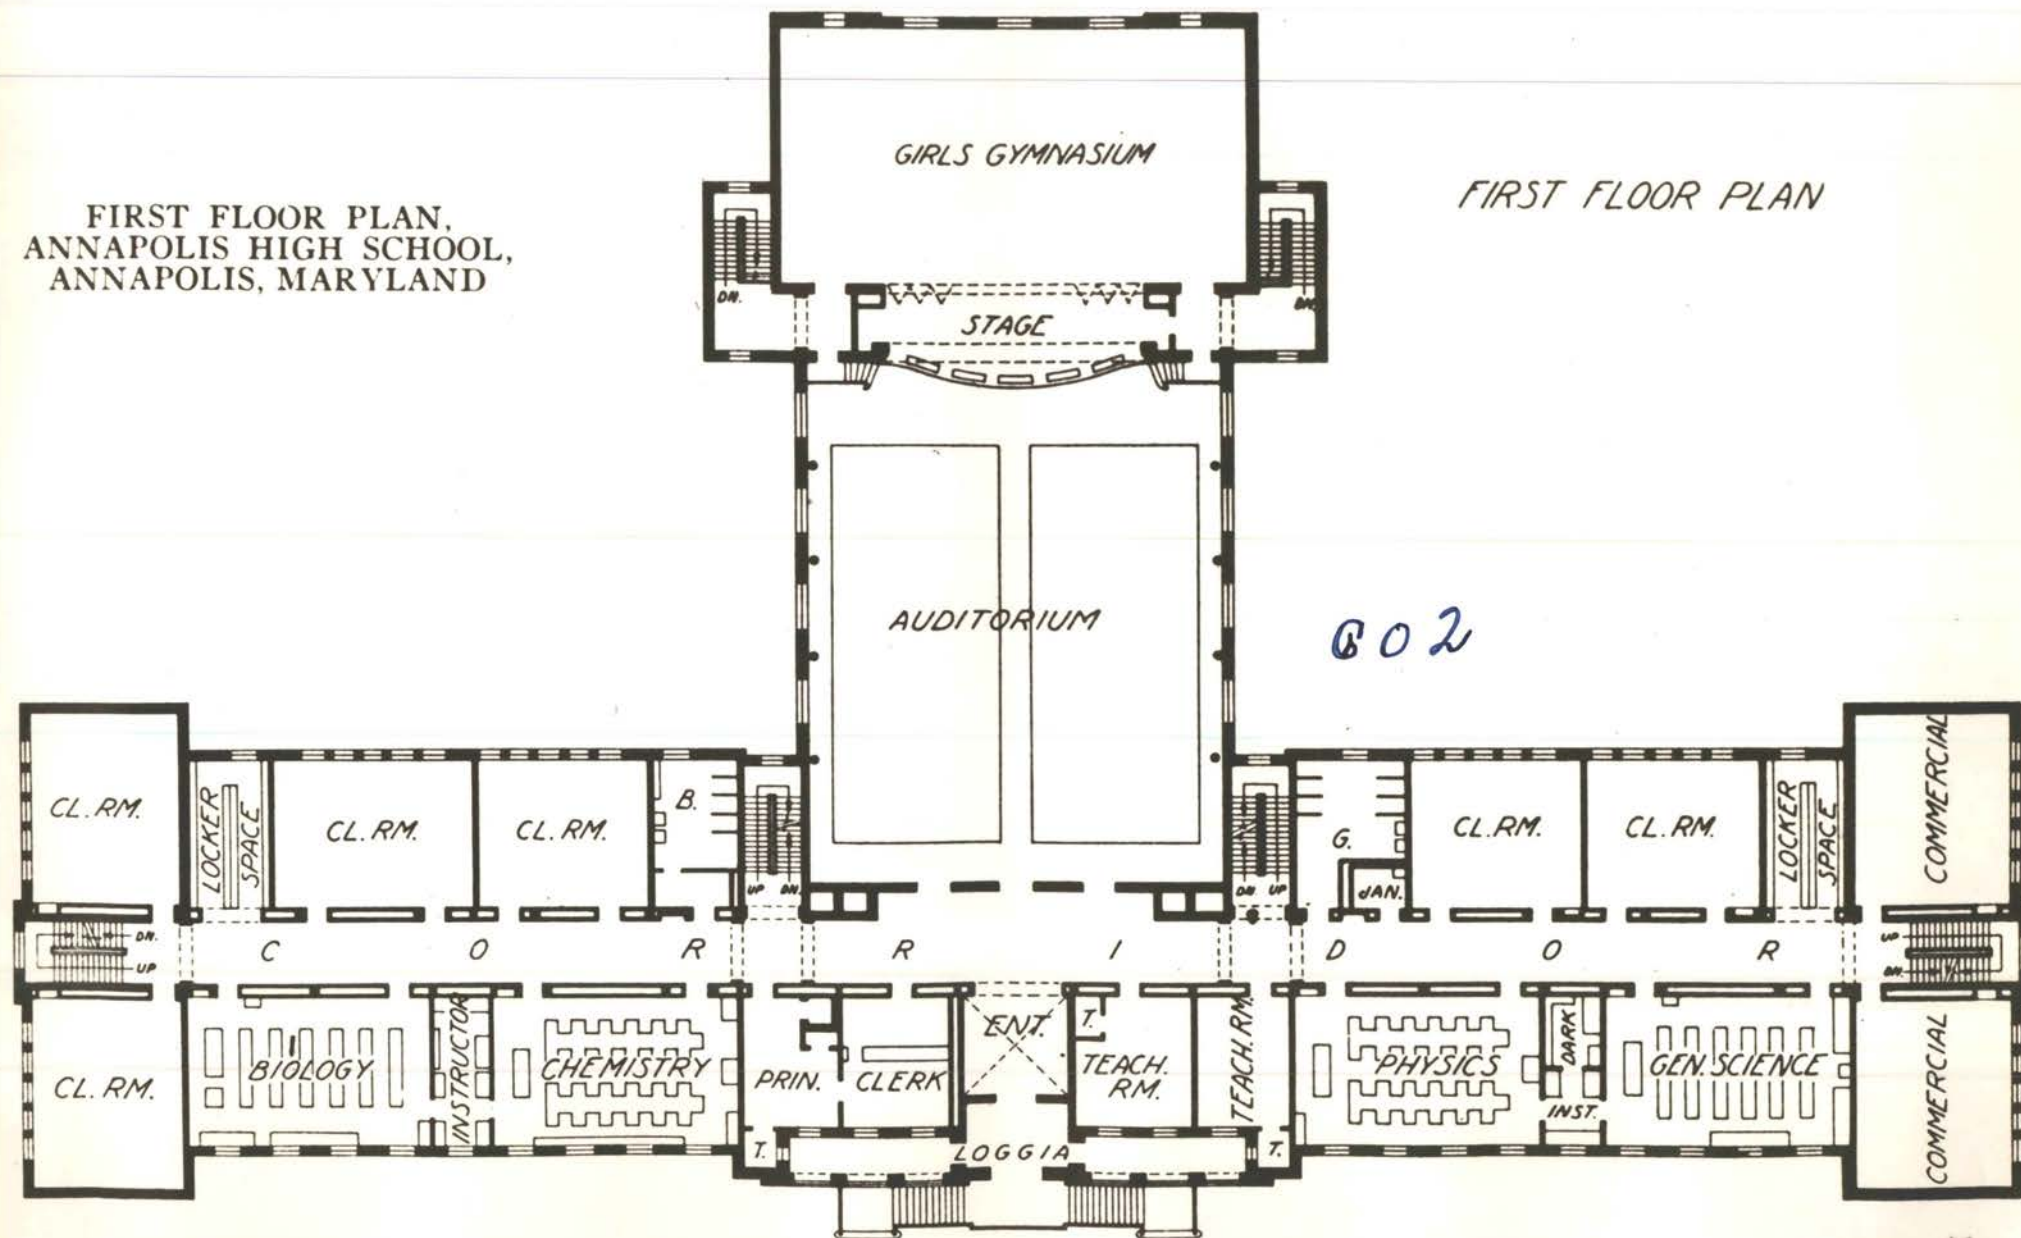 GIRLS GYMNASIUM
FIRST FLOOR PLAN
FIRST FLOOR PLAN,
ANNAPOLIS HIGH SCHOOL,
ANNAPOLIS, MARYLAND
DN.
DN.
STAGE
AUDITORIUM
602
CL. RM.
LOCKER
SPACE
CL. RM.
CL. RM.
B.
UP DN.
DN. UP
G.
JAN.
CL. RM.
CL. RM.
LOCKER
SPACE
COMMERCIAL
DN.
UP
C O R R I D O R
UP
DN.
CL. RM.
BIOLOGY
INSTRUCTOR
CHEMISTRY
PRIN.
CLERK
ENT.
T.
TEACH.
RM.
TEACH. RM.
PHYSICS
DARK
INST.
GEN. SCIENCE
COMMERCIAL
T.
LOGGIA
T.